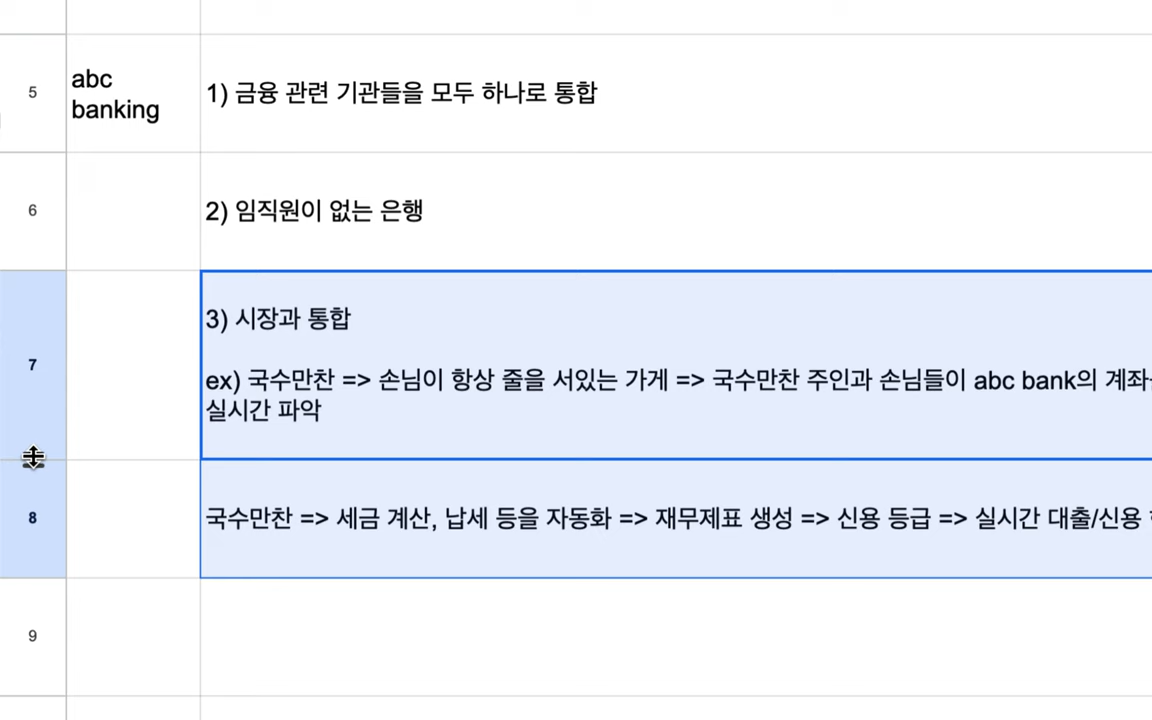 5
abc
banking
1) 금융 관련 기관들을 모두 하나로 통합
6
2) 임직원이 없는 은행
7
3) 시장과 통합
ex) 국수만찬 => 손님이 항상 줄을 서있는 가게 => 국수만찬 주인과 손님들이 abc bank의
실시간 파악
8
국수만찬 => 세금 계산, 납세 등을 자동화 => 재무제표 생성 => 신용 등급 => 실시간 대출/신용
9